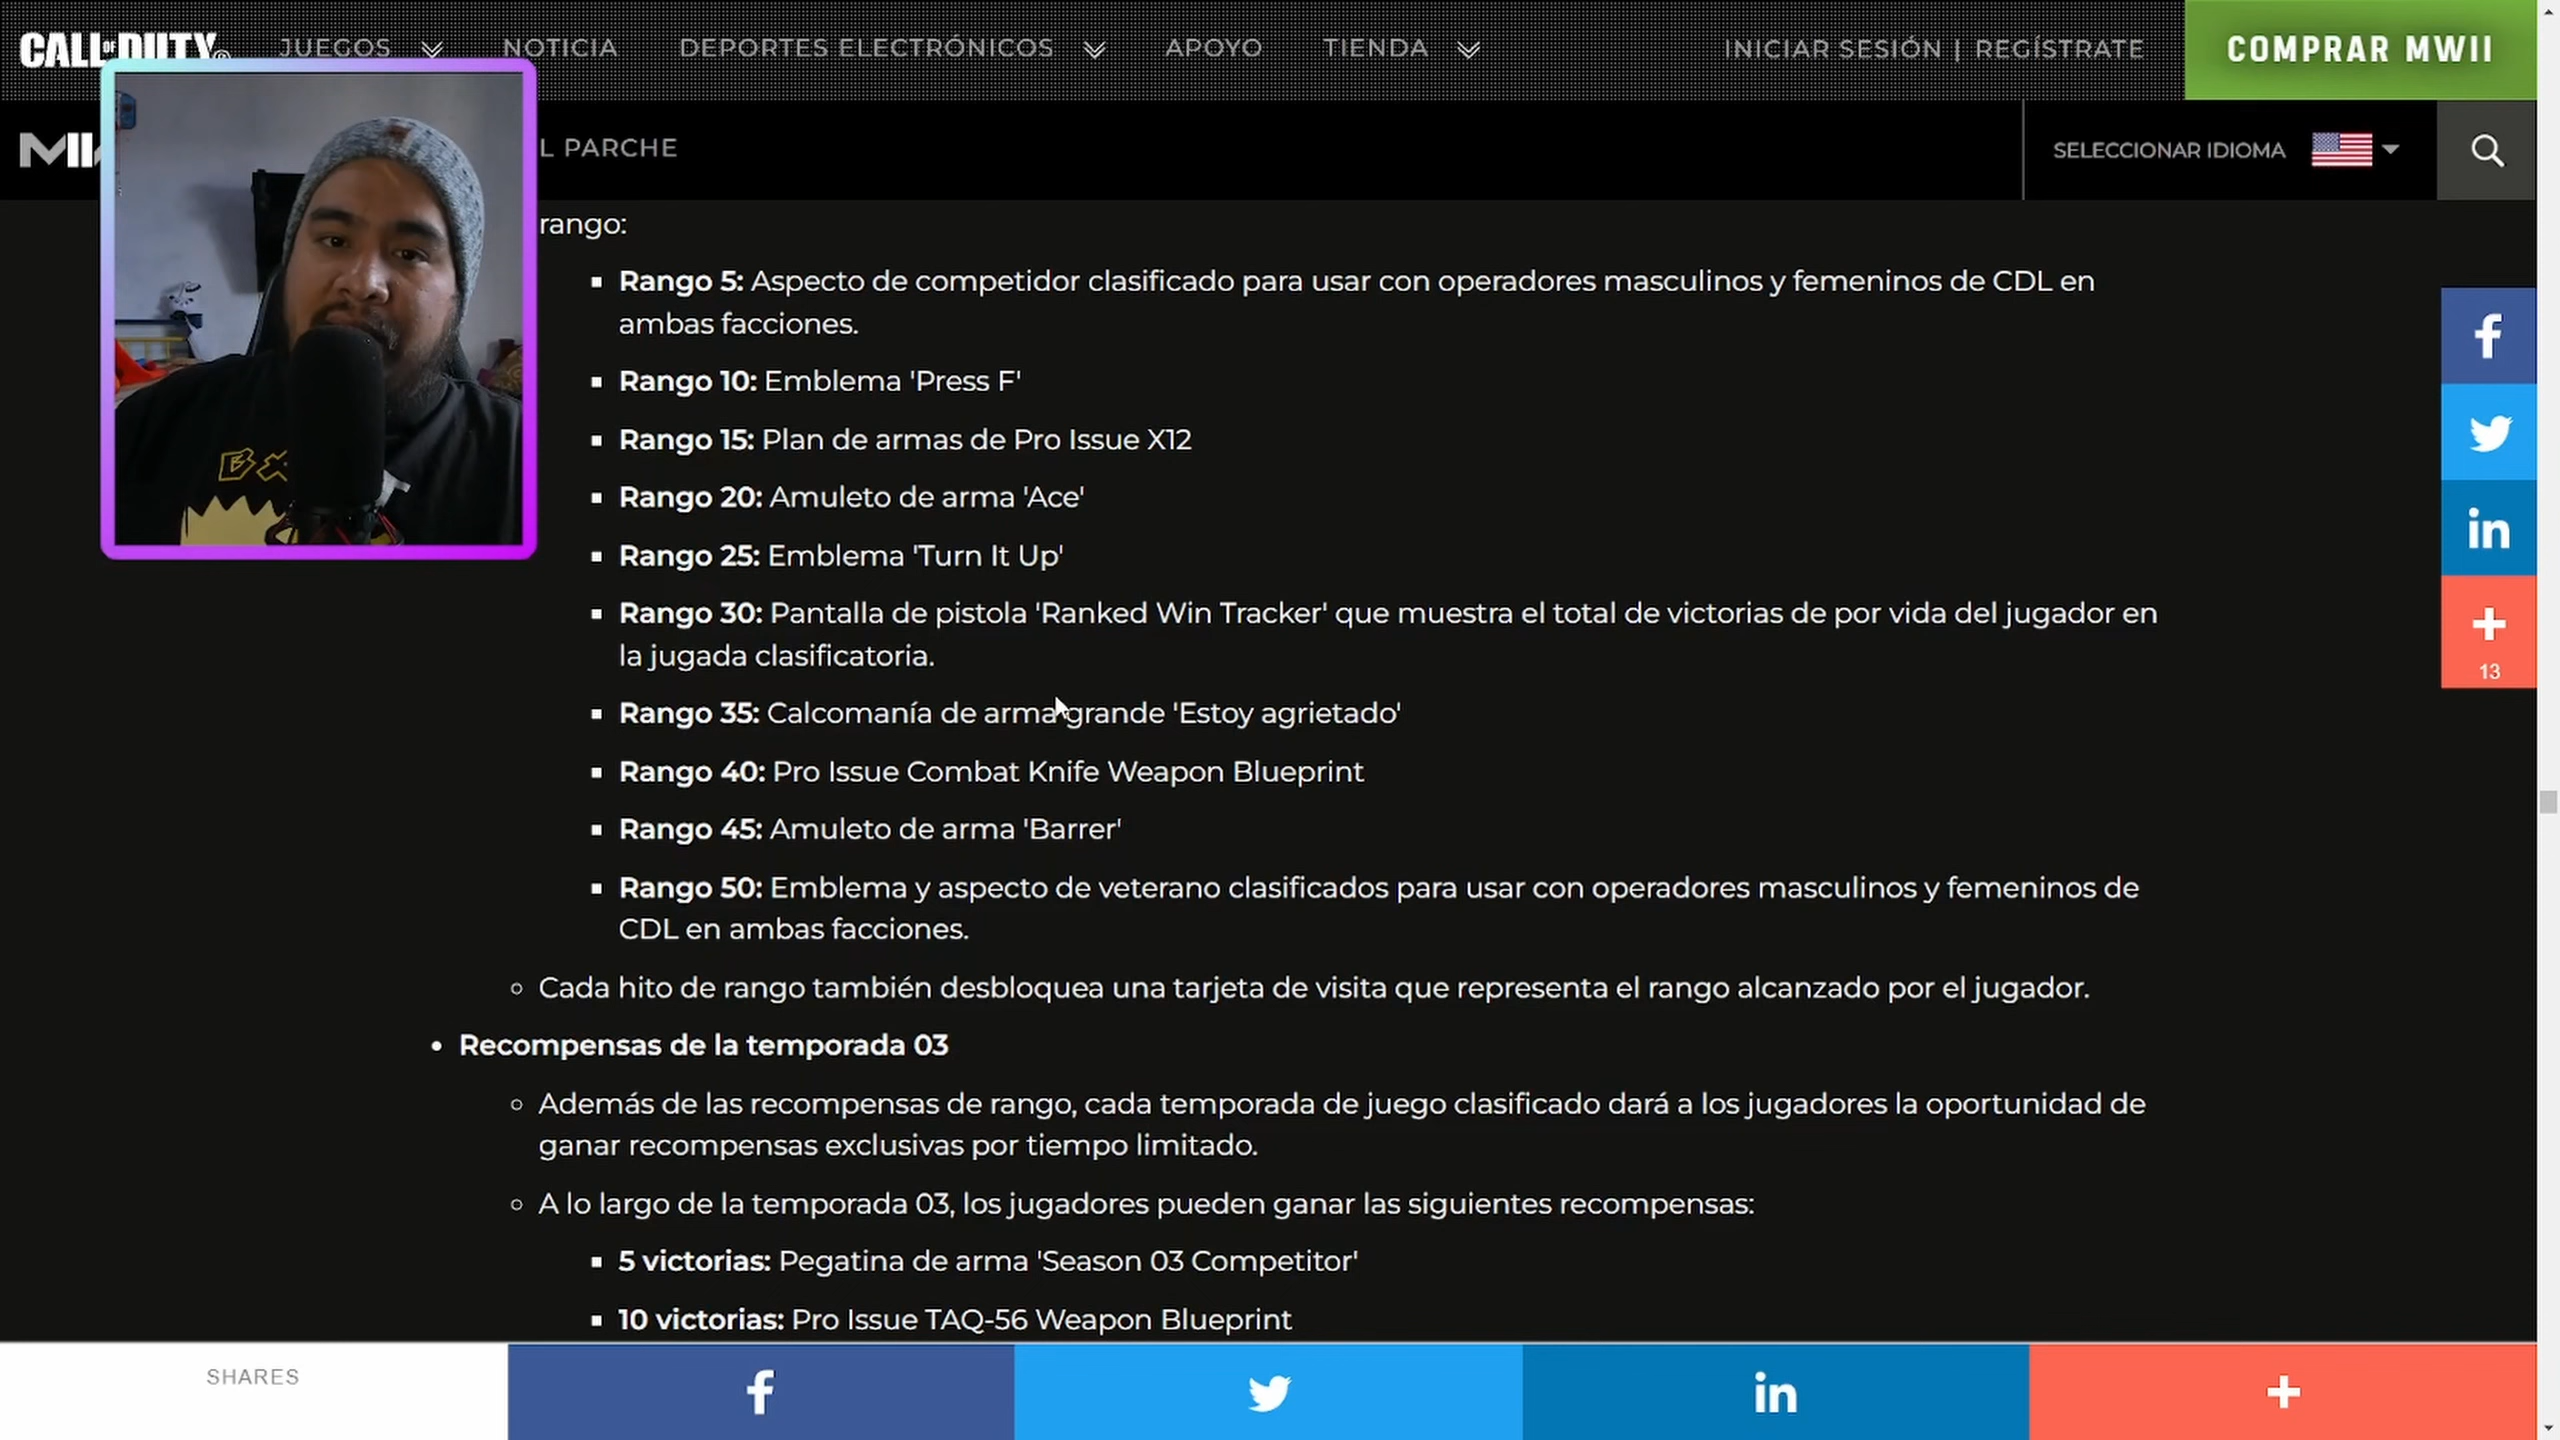 CALL OF DUTY
JUEGOS
NOTICIA
DEPORTES ELECTRÓNICOS
APOYO
TIENDA
INICIAR SESIÓN | REGÍSTRATE
COMPRAR MWII
MII
L PARCHE
SELECCIONAR IDIOMA
rango:
Rango 5: Aspecto de competidor clasificado para usar con operadores masculinos y femeninos de CDL en
ambas facciones.
Rango 10: Emblema 'Press F'
Rango 15: Plan de armas de Pro Issue X12
Rango 20: Amuleto de arma 'Ace'
Rango 25: Emblema 'Turn It Up'
Rango 30: Pantalla de pistola 'Ranked Win Tracker' que muestra el total de victorias de por vida del jugador en
la jugada clasificatoria.
Rango 35: Calcomanía de arma grande 'Estoy agrietado'
Rango 40: Pro Issue Combat Knife Weapon Blueprint
Rango 45: Amuleto de arma 'Barrer'
Rango 50: Emblema y aspecto de veterano clasificados para usar con operadores masculinos y femeninos de
CDL en ambas facciones.
Cada hito de rango también desbloquea una tarjeta de visita que representa el rango alcanzado por el jugador.
Recompensas de la temporada 03
Además de las recompensas de rango, cada temporada de juego clasificado dará a los jugadores la oportunidad de
ganar recompensas exclusivas por tiempo limitado.
A lo largo de la temporada 03, los jugadores pueden ganar las siguientes recompensas:
5 victorias: Pegatina de arma 'Season 03 Competitor'
10 victorias: Pro Issue TAQ-56 Weapon Blueprint
13
SHARES